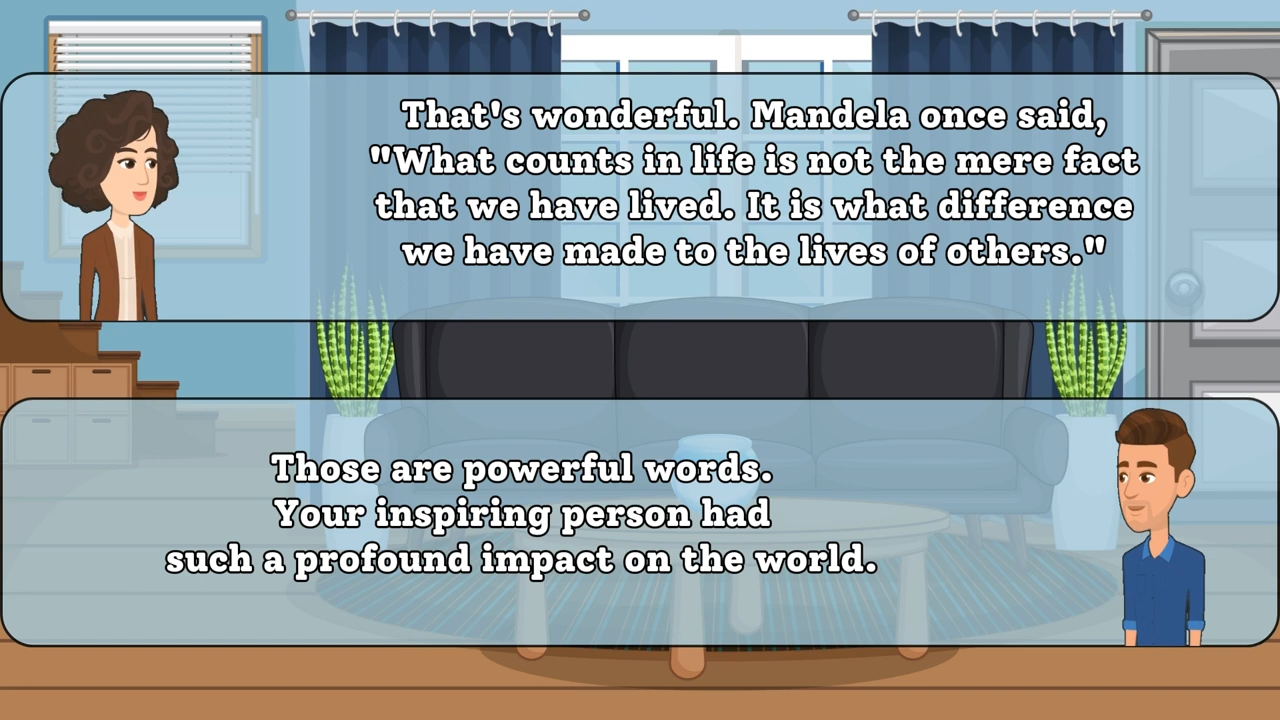 That's wonderful. Mandela once said,
"What counts in life is not the mere fact
that we have lived. It is what difference
we have made to the lives of others."
Those are powerful words.
Your inspiring person had
such a profound impact on the world.